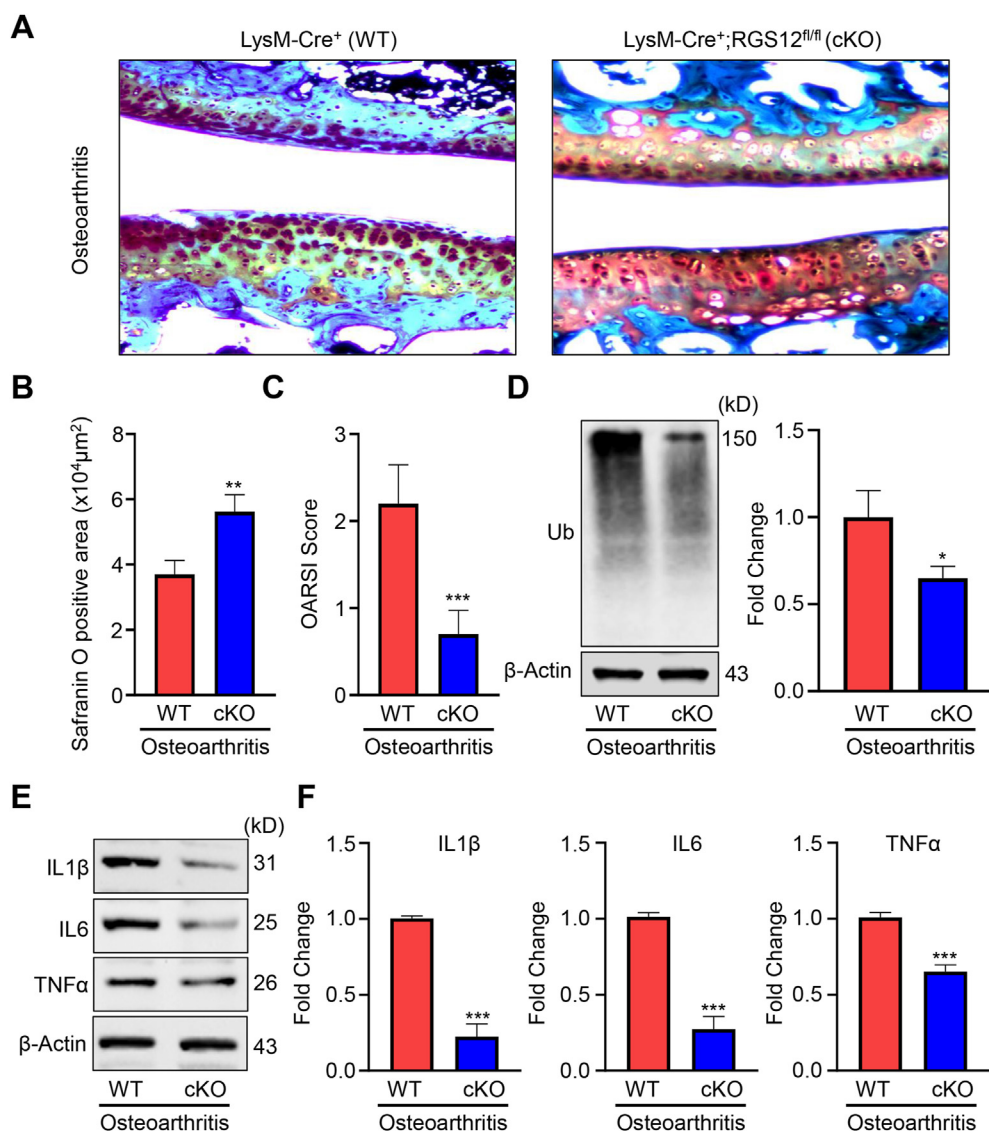 A
LysM-Cre⁺ (WT)
LysM-Cre⁺;RGS12fl/fl (cKO)
Osteoarthritis
B
Safranin O positive area (x10⁴µm²)
8
6
4
2
0
**
WT cKO
Osteoarthritis
C
OARSI Score
3
2
1
0
***
WT cKO
Osteoarthritis
D
(kD)
150
Ub
β-Actin
43
WT cKO
Osteoarthritis
Fold Change
1.5
1.0
0.5
0.0
*
WT cKO
Osteoarthritis
E
(kD)
IL1β 31
IL6 25
TNFα 26
β-Actin 43
WT cKO
Osteoarthritis
F
IL1β
Fold Change
1.5
1.0
0.5
0.0
***
WT cKO
Osteoarthritis
IL6
Fold Change
1.5
1.0
0.5
0.0
***
WT cKO
Osteoarthritis
TNFα
Fold Change
1.5
1.0
0.5
0.0
***
WT cKO
Osteoarthritis